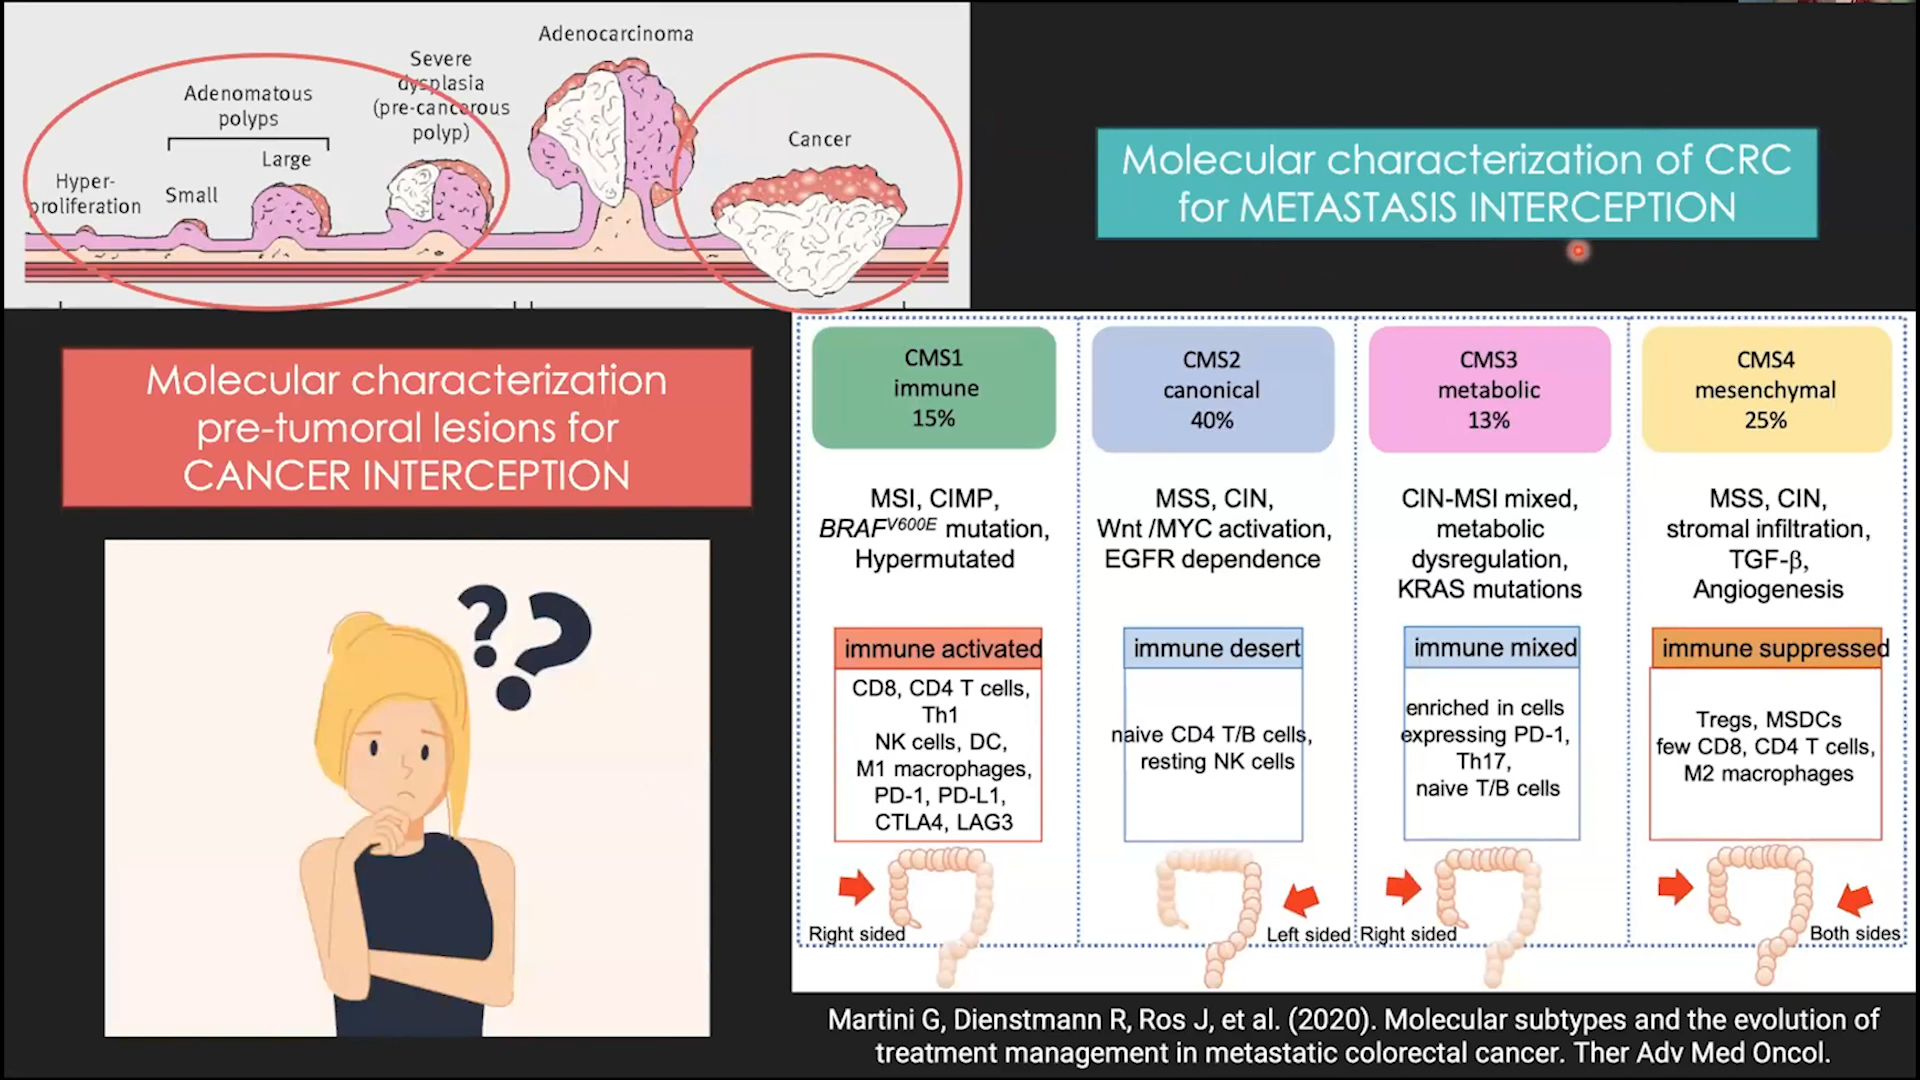 Adenocarcinoma
Severe
dysplasia
(pre-cancerous
polyp)
Adenomatous
polyps
Large
Small
Hyper-
proliferation
Cancer
Molecular characterization of CRC
for METASTASIS INTERCEPTION
Molecular characterization
pre-tumoral lesions for
CANCER INTERCEPTION
??
CMS1
immune
15%
MSI, CIMP,
BRAFV600E mutation,
Hypermutated
immune activated
CD8, CD4 T cells,
Th1
NK cells, DC,
M1 macrophages,
PD-1, PD-L1,
CTLA4, LAG3
Right sided
CMS2
canonical
40%
MSS, CIN,
Wnt /MYC activation,
EGFR dependence
immune desert
naive CD4 T/B cells,
resting NK cells
Left sided
CMS3
metabolic
13%
CIN-MSI mixed,
metabolic
dysregulation,
KRAS mutations
immune mixed
enriched in cells
expressing PD-1,
Th17,
naive T/B cells
Right sided
CMS4
mesenchymal
25%
MSS, CIN,
stromal infiltration,
TGF-β,
Angiogenesis
immune suppressed
Tregs, MSDCs
few CD8, CD4 T cells,
M2 macrophages
Both sides
Martini G, Dienstmann R, Ros J, et al. (2020). Molecular subtypes and the evolution of
treatment management in metastatic colorectal cancer. Ther Adv Med Oncol.